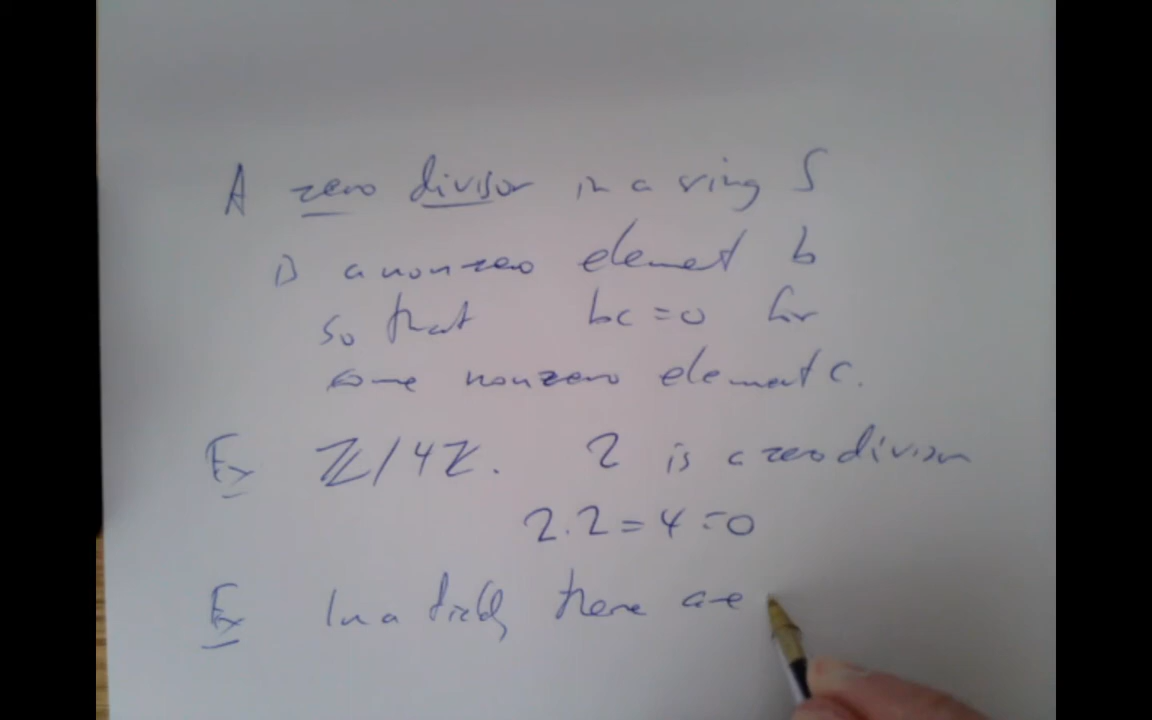 A zero divisor in a ring S
is a nonzero element b
so that bc = 0 for
some nonzero element c.
Ex Z/4Z. 2 is a zero divisor
2.2 = 4 = 0
Ex In a field, there are